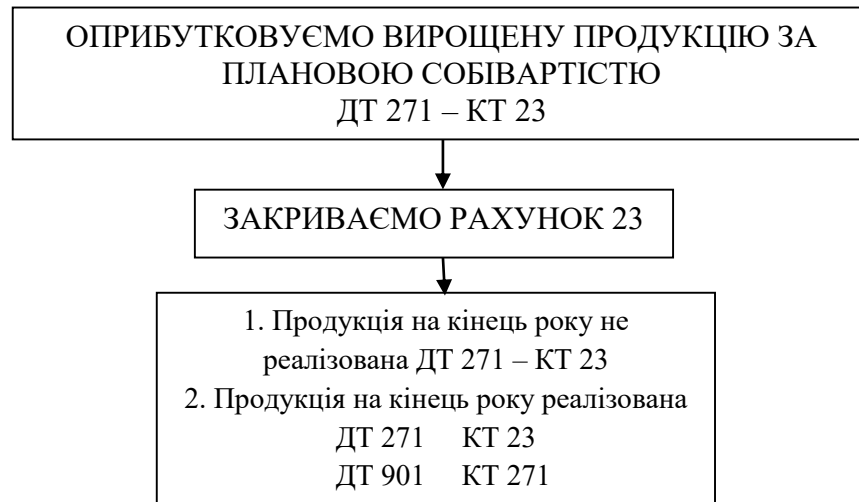 ОПРИБУТКОВУЄМО ВИРОЩЕНУ ПРОДУКЦІЮ ЗА
ПЛАНОВОЮ СОБІВАРТІСТЮ
ДТ 271 – КТ 23
ЗАКРИВАЄМО РАХУНОК 23
1. Продукція на кінець року не
реалізована ДТ 271 – КТ 23
2. Продукція на кінець року реалізована
ДТ 271 КТ 23
ДТ 901 КТ 271